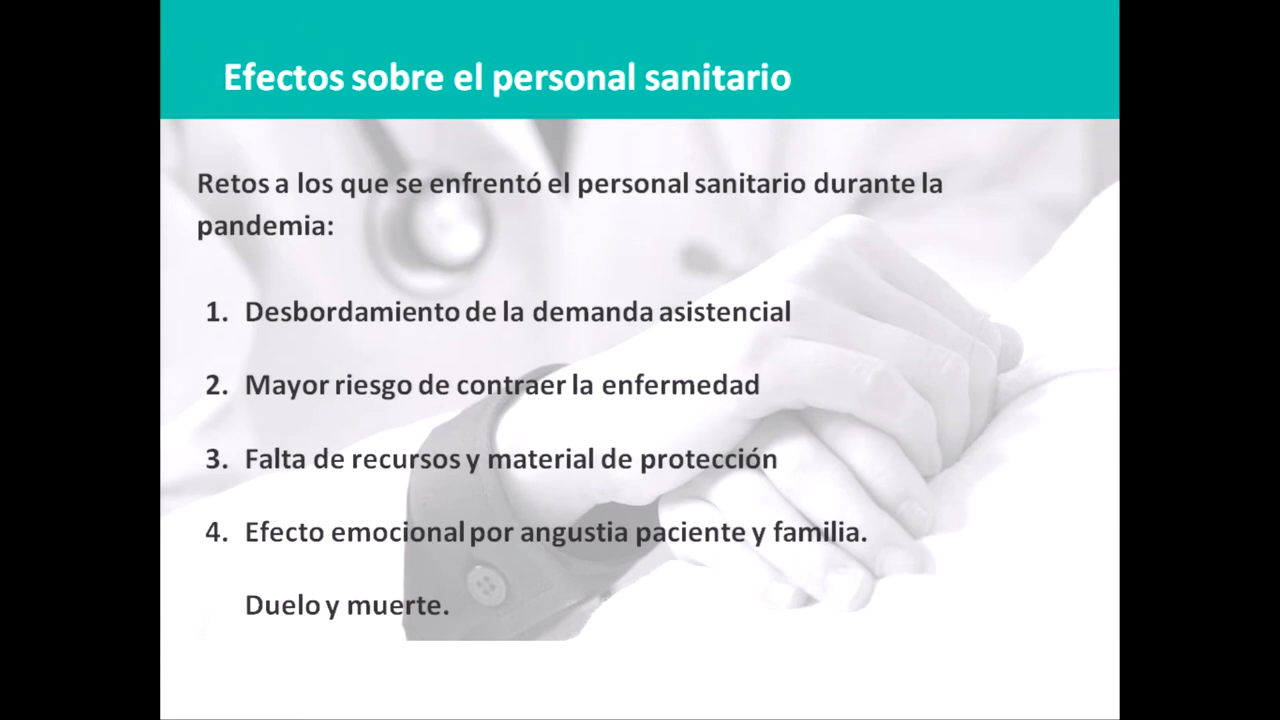 Efectos sobre el personal sanitario
Retos a los que se enfrentó el personal sanitario durante la
pandemia:
1. Desbordamiento de la demanda asistencial
2. Mayor riesgo de contraer la enfermedad
3. Falta de recursos y material de protección
4. Efecto emocional por angustia paciente y familia.
Duelo y muerte.